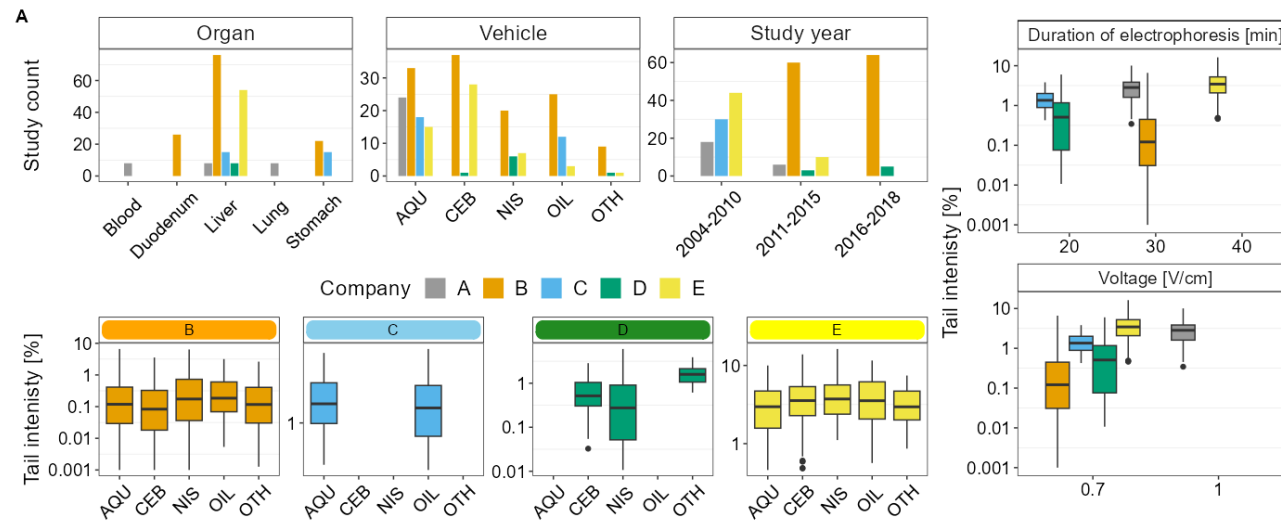 A
Organ
Vehicle
Study year
Study count
60
40
20
0
Blood
Duodenum
Liver
Lung
Stomach
30
20
10
0
AQU
CEB
NIS
OIL
OTH
60
40
20
0
2004-2010
2011-2015
2016-2018
Company A B C D E
B
C
D
E
Tail intenisty [%]
10
1
0.1
0.01
0.001
AQU
CEB
NIS
OIL
OTH
1
AQU
CEB
NIS
OIL
OTH
1
0.01
AQU
CEB
NIS
OIL
OTH
10
1
AQU
CEB
NIS
OIL
OTH
Duration of electrophoresis [min]
Tail intenisty [%]
10
1
0.1
0.01
0.001
20 30 40
Voltage [V/cm]
10
1
0.1
0.01
0.001
0.7 1